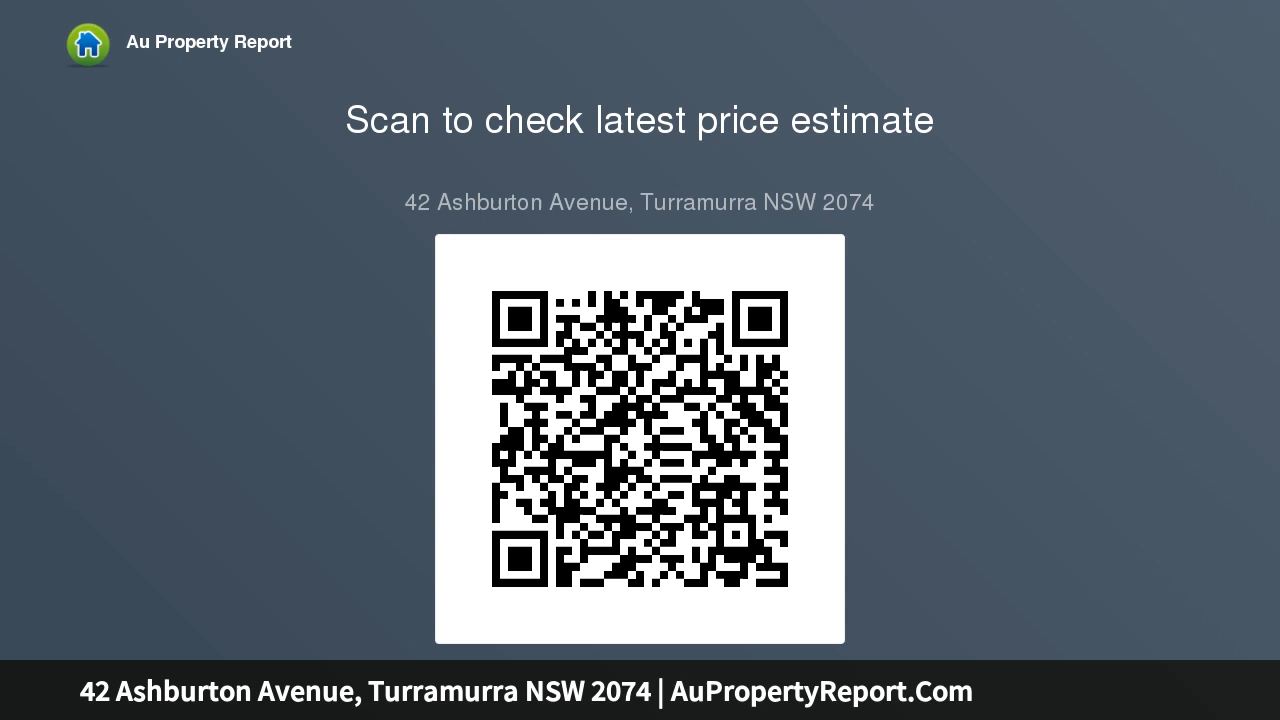 Au Property Report
Scan to check latest price estimate
42 Ashburton Avenue, Turramurra NSW 2074
42 Ashburton Avenue, Turramurra NSW 2074 | AuPropertyReport.Com